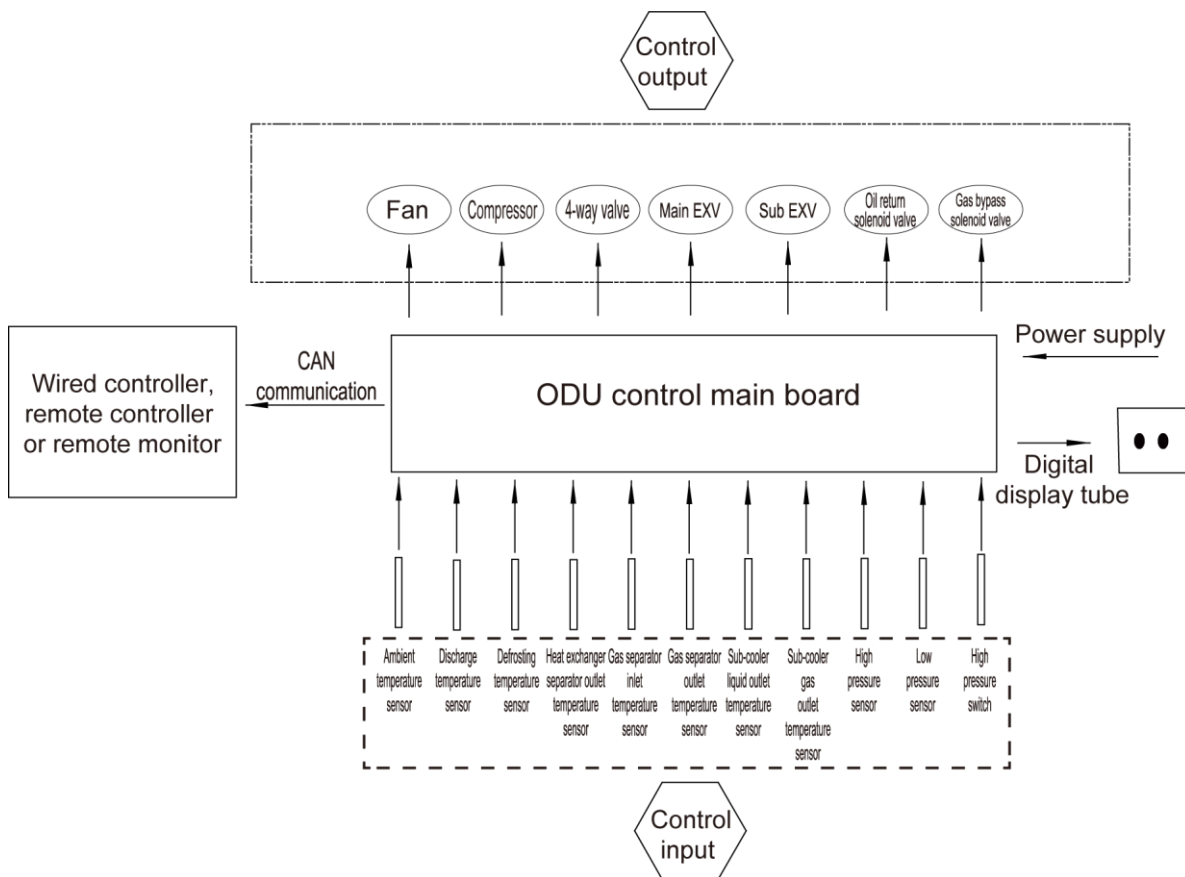 Control
output
Fan
Compressor
4-way valve
Main EXV
Sub EXV
Oil return
solenoid valve
Gas bypass
solenoid valve
Wired controller,
remote controller
or remote monitor
CAN
communication
ODU control main board
Power supply
Digital
display tube
Ambient
temperature
sensor
Discharge
temperature
sensor
Defrosting
temperature
sensor
Heat exchanger
separator outlet
temperature
sensor
Gas separator
inlet
temperature
sensor
Gas separator
outlet
temperature
sensor
Sub-cooler
liquid outlet
temperature
sensor
Sub-cooler
gas
outlet
temperature
sensor
High
pressure
sensor
Low
pressure
sensor
High
pressure
switch
Control
input